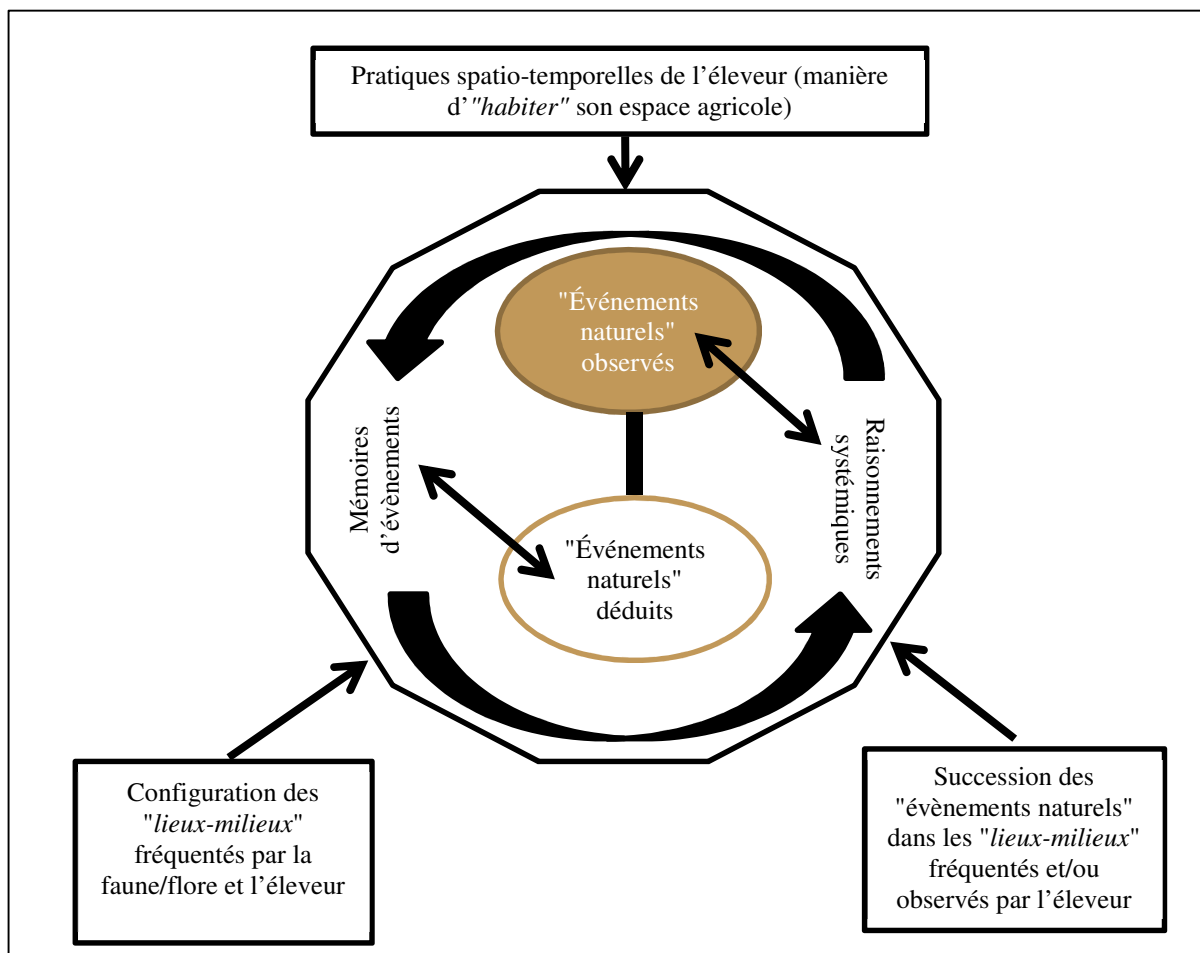 Pratiques spatio-temporelles de l’éleveur (manière
d’"habiter" son espace agricole)
"Événements
naturels"
observés
Mémoires
d’évènements
Raisonnements
systémiques
"Événements
naturels"
déduits
Configuration des
"lieux-milieux"
fréquentés par la
faune/flore et l’éleveur
Succession des
"évènements naturels"
dans les "lieux-milieux"
fréquentés et/ou
observés par l’éleveur